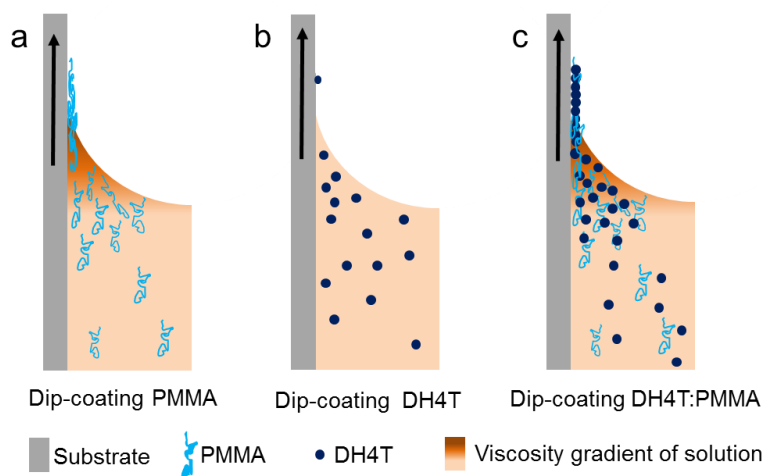 a
b
c
Dip-coating PMMA
Dip-coating DH4T
Dip-coating DH4T:PMMA
Substrate
PMMA
DH4T
Viscosity gradient of solution